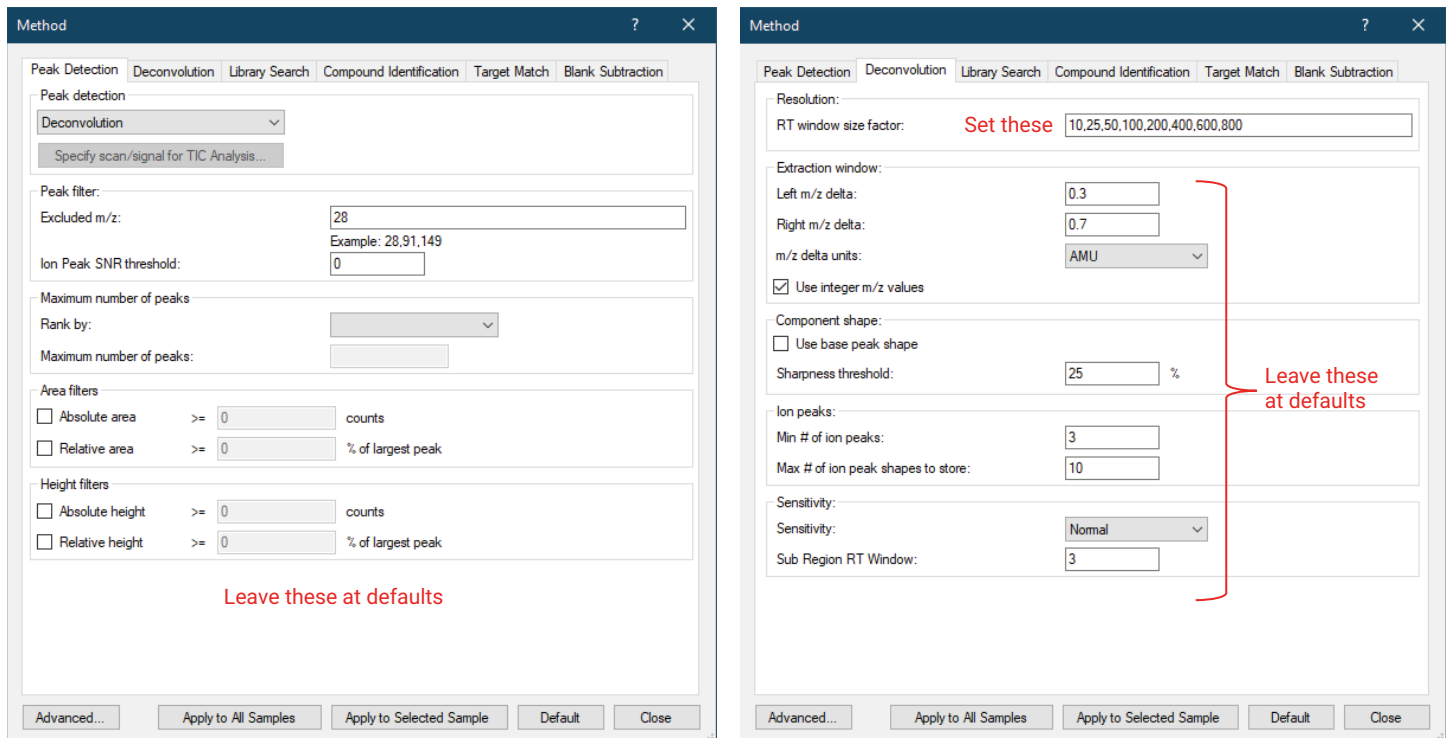 Method
? ×
Peak Detection Deconvolution Library Search Compound Identification Target Match Blank Subtraction
Peak detection
Deconvolution
Specify scan/signal for TIC Analysis...
Peak filter:
Excluded m/z: 28
Example: 28,91,149
Ion Peak SNR threshold: 0
Maximum number of peaks
Rank by:
Maximum number of peaks:
Area filters
Absolute area >= 0 counts
Relative area >= 0 % of largest peak
Height filters
Absolute height >= 0 counts
Relative height >= 0 % of largest peak
Leave these at defaults
Advanced... Apply to All Samples Apply to Selected Sample Default Close
Method
? ×
Peak Detection Deconvolution Library Search Compound Identification Target Match Blank Subtraction
Resolution:
RT window size factor: Set these 10,25,50,100,200,400,600,800
Extraction window:
Left m/z delta: 0.3
Right m/z delta: 0.7
m/z delta units: AMU
Use integer m/z values
Component shape:
Use base peak shape
Sharpness threshold: 25 %
Leave these
at defaults
Ion peaks:
Min # of ion peaks: 3
Max # of ion peak shapes to store: 10
Sensitivity:
Sensitivity: Normal
Sub Region RT Window: 3
Advanced... Apply to All Samples Apply to Selected Sample Default Close